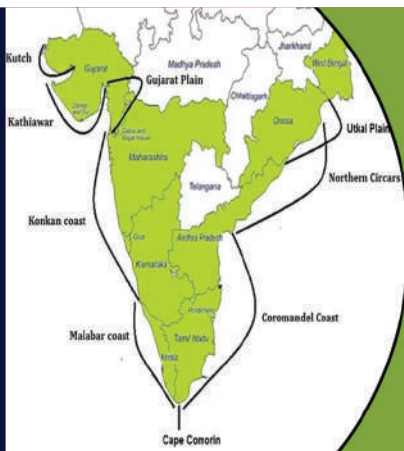 Jharkhand
Kutch
Gujarat
Madhya Pradesh
West Bengal
Gujarat Plain
Chhattisgarh
Orissa
Kathiawar
Utkal Plain
Maharashtra
Northern Circars
Telangana
Konkan coast
Goa
Andhra Pradesh
Karnataka
Coromandel Coast
Malabar coast
Tamil Nadu
Kerala
Cape Comorin